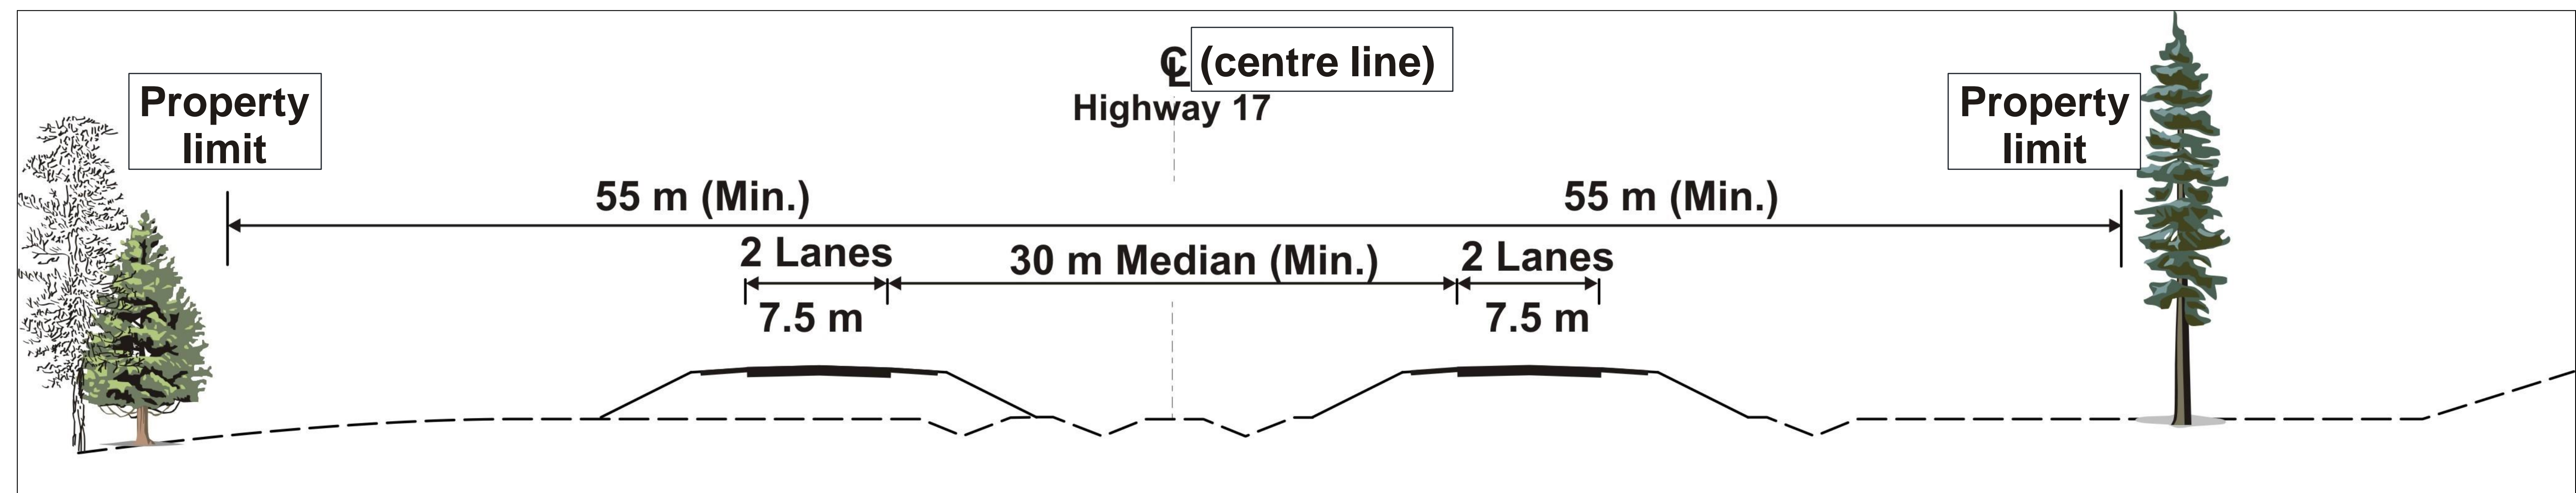 ℄ (centre line)
Highway 17
Property
limit
Property
limit
55 m (Min.)
55 m (Min.)
2 Lanes
30 m Median (Min.)
2 Lanes
7.5 m
7.5 m